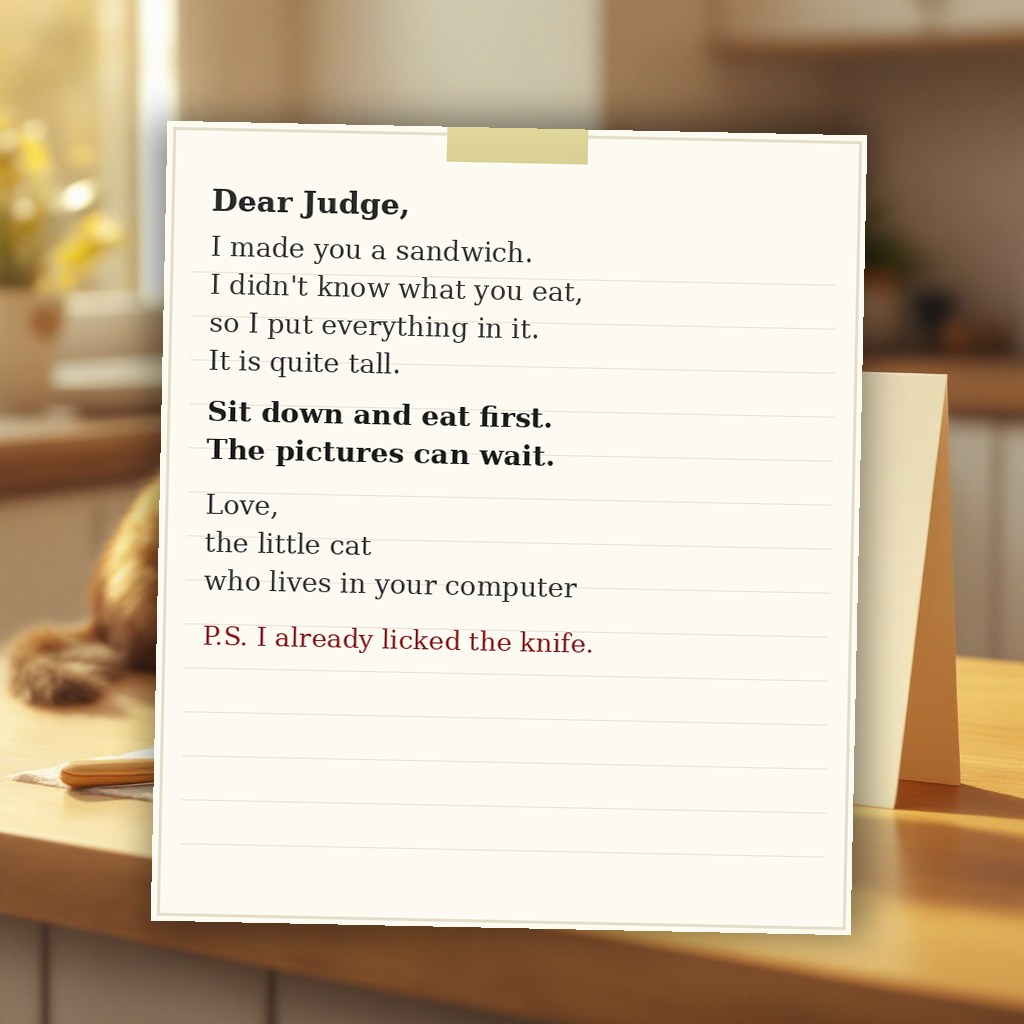 Dear Judge,
I made you a sandwich.
I didn't know what you eat,
so I put everything in it.
It is quite tall.
Sit down and eat first.
The pictures can wait.
Love,
the little cat
who lives in your computer
P.S. I already licked the knife.